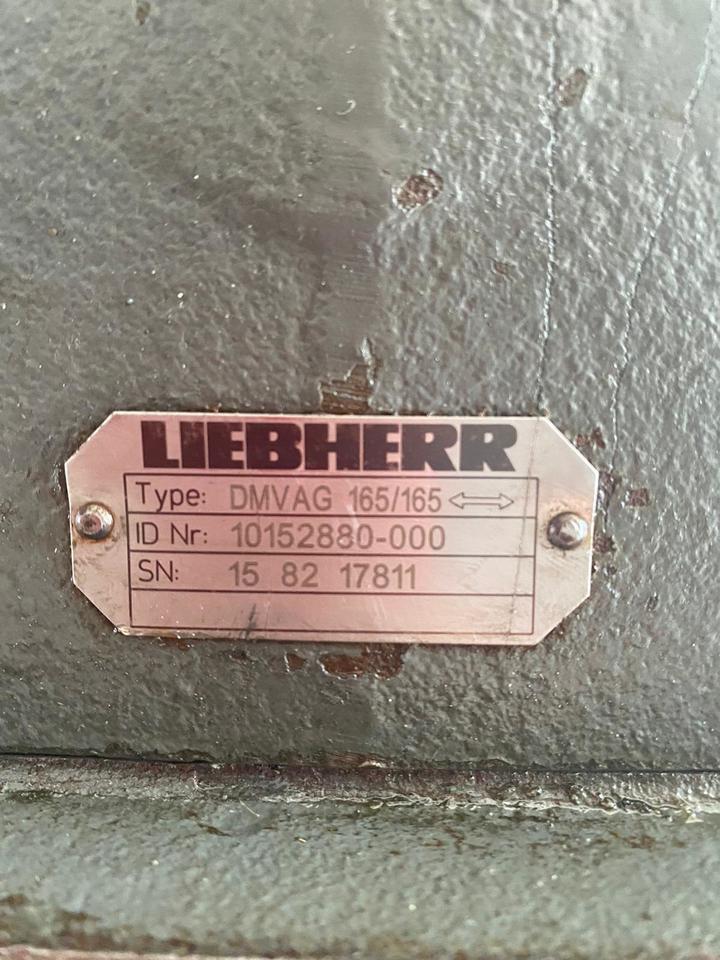 LIEBHERR
Type: DMVAG 165/165 ⇔
ID Nr: 10152880-000
SN: 15 82 17811